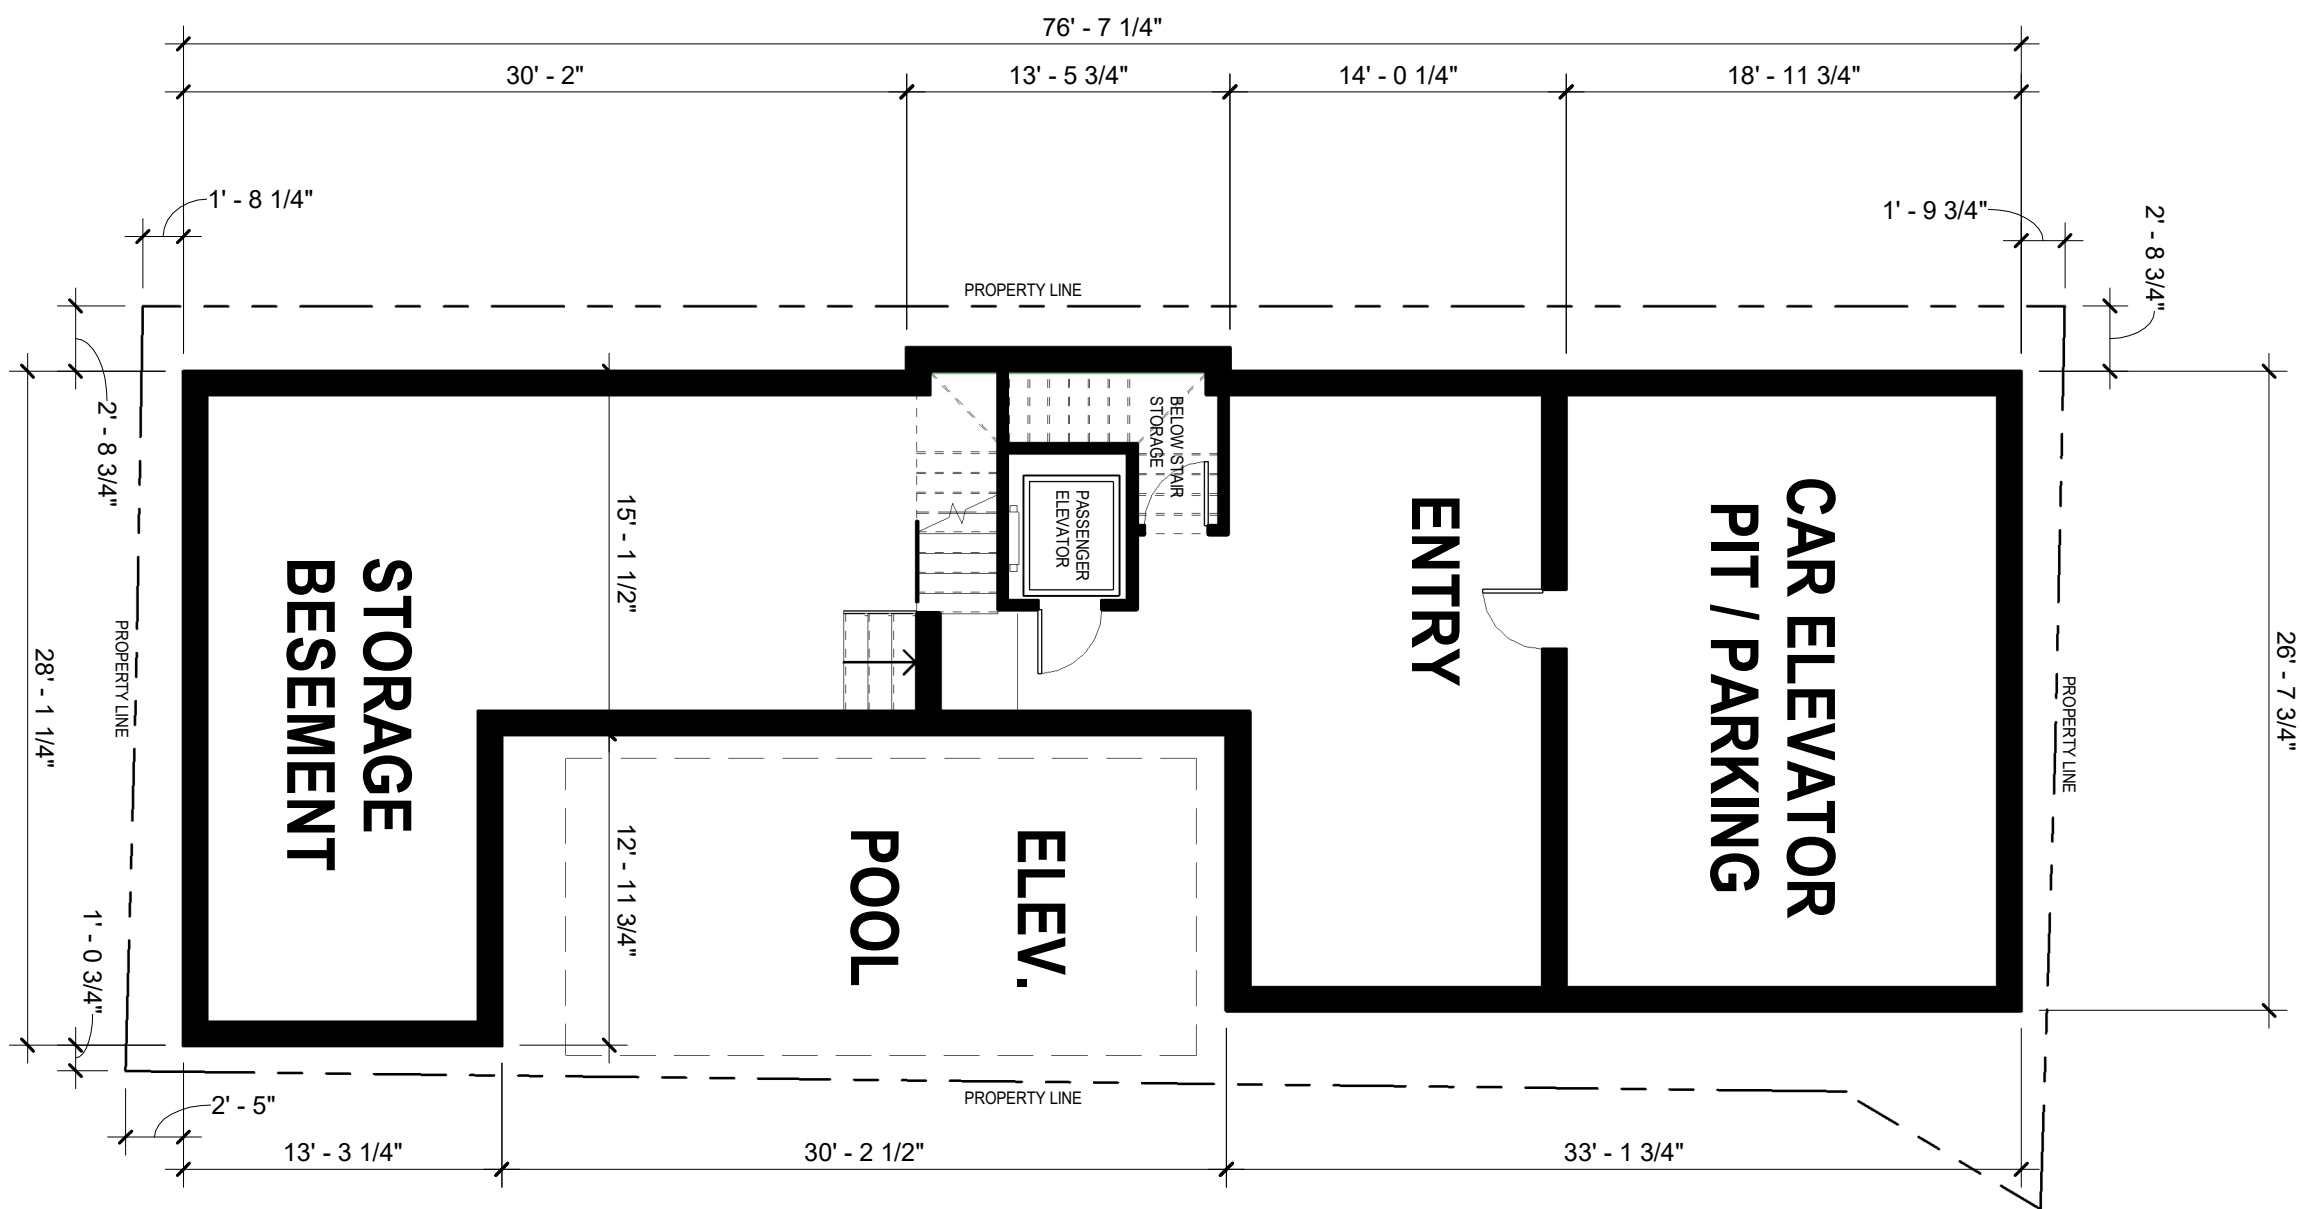 76' - 7 1/4"
30' - 2"
13' - 5 3/4"
14' - 0 1/4"
18' - 11 3/4"
1' - 8 1/4"
1' - 9 3/4"
2' - 8 3/4"
PROPERTY LINE
2' - 8 3/4"
BELOW STAIR
STORAGE
PASSENGER
ELEVATOR
15' - 1 1/2"
ENTRY
CAR ELEVATOR
PIT / PARKING
STORAGE
BESEMENT
28' - 1 1/4"
PROPERTY LINE
26' - 7 3/4"
PROPERTY LINE
12' - 11 3/4"
ELEV.
POOL
1' - 0 3/4"
PROPERTY LINE
2' - 5"
13' - 3 1/4"
30' - 2 1/2"
33' - 1 3/4"